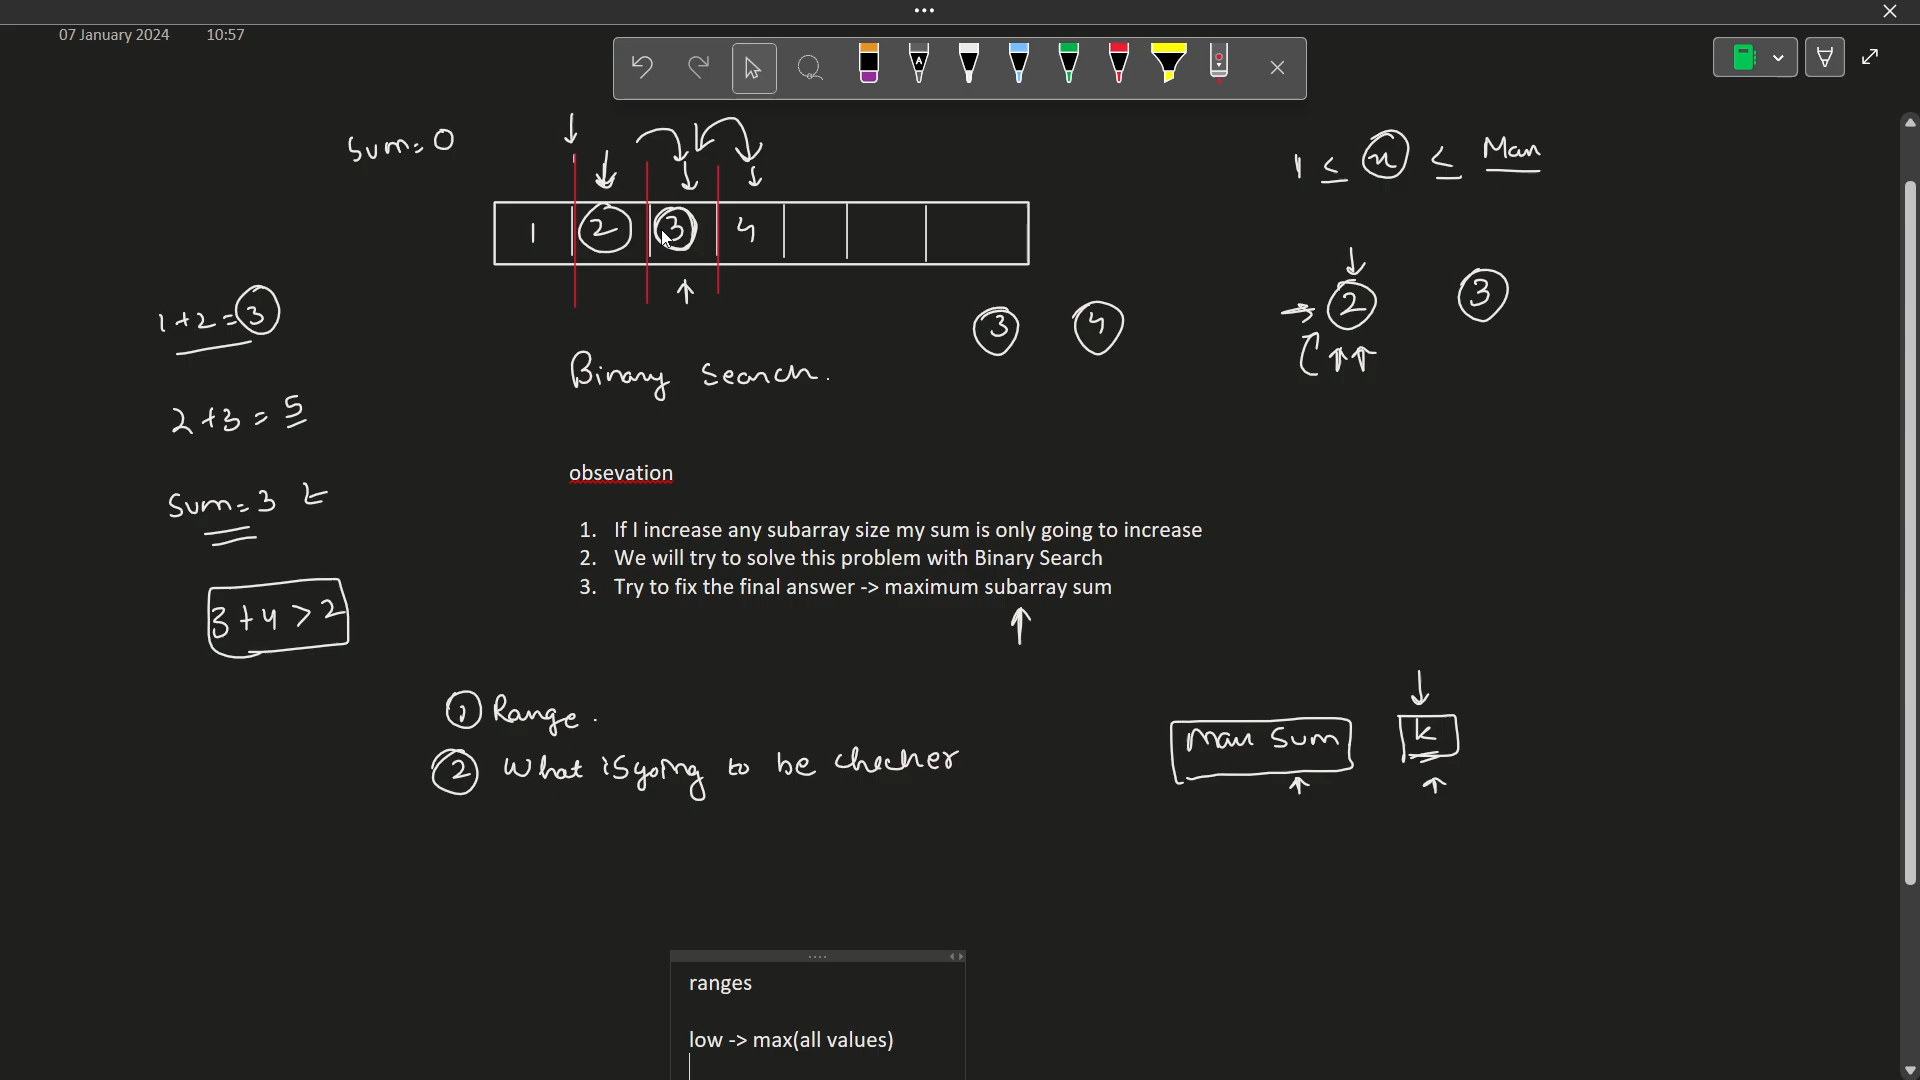 07 January 2024 10:57
Sum = 0
1 2 3 4
1 ≤ n ≤ Max
1 + 2 = 3
3 4
2 3
Binary Search.
2 + 3 = 5
obsevation
Sum = 3
1. If I increase any subarray size my sum is only going to increase
2. We will try to solve this problem with Binary Search
3. Try to fix the final answer -> maximum subarray sum
3 + 4 > 2
① Range.
max Sum k
② What is going to be checker
ranges
low -> max(all values)